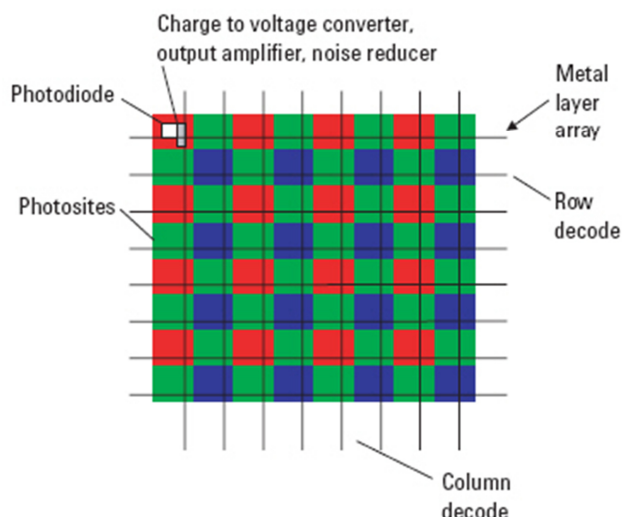 Charge to voltage converter,
output amplifier, noise reducer
Photodiode
Metal
layer
array
Photosites
Row
decode
Column
decode